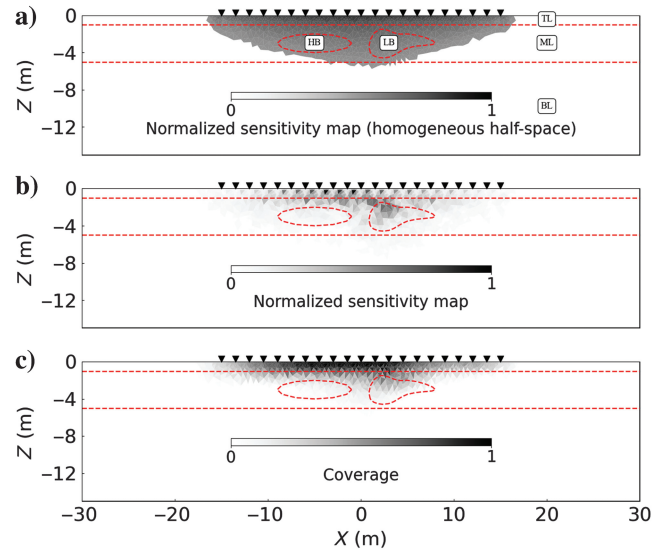 a)
0
TL
HB
LB
ML
−4
−8
BL
−12
0
1
Z (m)
Normalized sensitivity map (homogeneous half-space)
b)
0
−4
−8
−12
0
1
Z (m)
Normalized sensitivity map
c)
0
−4
−8
−12
0
1
Z (m)
Coverage
−30 −20 −10 0 10 20 30
X (m)